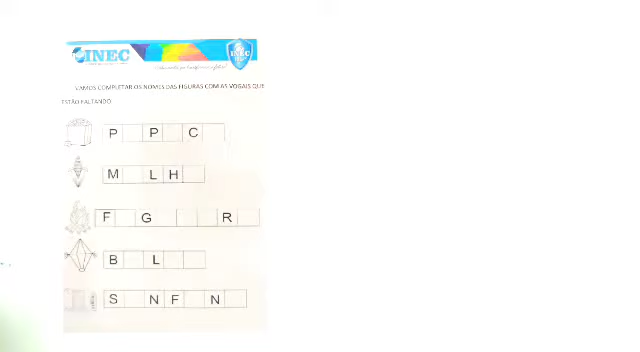 INEC
INEC
VAMOS COMPLETAR OS NOMES DAS FIGURAS COM AS VOGAIS QUE
ESTÃO FALTANDO:
P P C
M L H
F G R
B L
S N F N